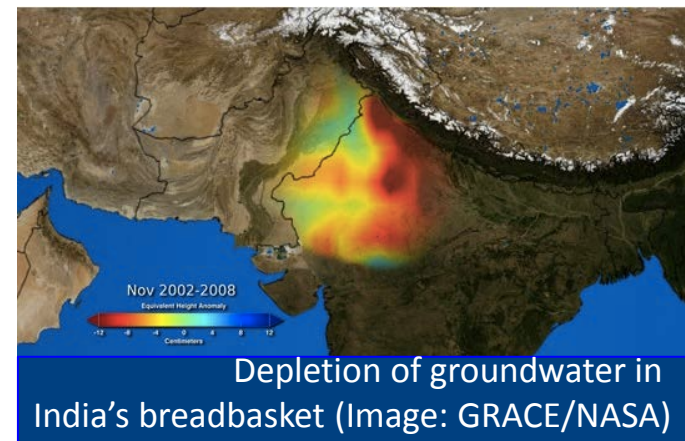 Nov 2002-2008
Equivalent Height Anomaly
-12 -8 -4 0 4 8 12
Centimeters
Depletion of groundwater in
India’s breadbasket (Image: GRACE/NASA)